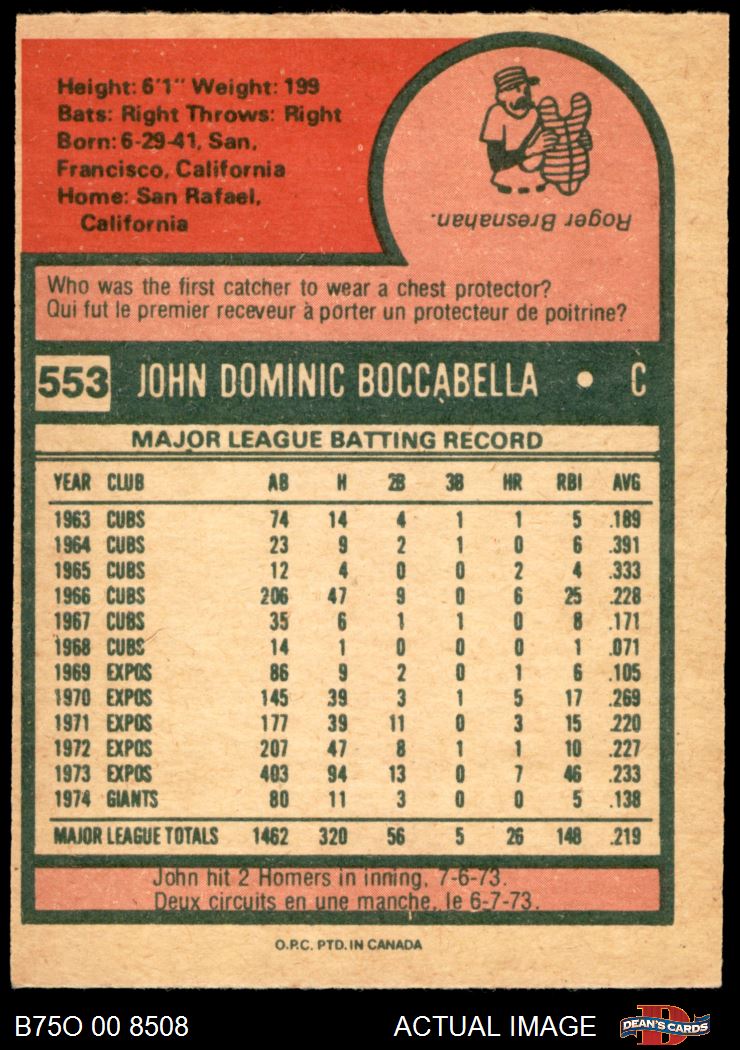 Height: 6'1" Weight: 199
Bats: Right Throws: Right
Born: 6-29-41, San,
Francisco, California
Home: San Rafael,
California
Roger Bresnahan.
Who was the first catcher to wear a chest protector?
Qui fut le premier receveur à porter un protecteur de poitrine?
553 JOHN DOMINIC BOCCABELLA • C
MAJOR LEAGUE BATTING RECORD
YEAR CLUB AB H 2B 3B HR RBI AVG
1963 CUBS 74 14 4 1 1 5 .189
1964 CUBS 23 9 2 1 0 6 .391
1965 CUBS 12 4 0 0 2 4 .333
1966 CUBS 206 47 9 0 6 25 .228
1967 CUBS 35 6 1 1 0 8 .171
1968 CUBS 14 1 0 0 0 1 .071
1969 EXPOS 86 9 2 0 1 6 .105
1970 EXPOS 145 39 3 1 5 17 .269
1971 EXPOS 177 39 11 0 3 15 .220
1972 EXPOS 207 47 8 1 1 10 .227
1973 EXPOS 403 94 13 0 7 46 .233
1974 GIANTS 80 11 3 0 0 5 .138
MAJOR LEAGUE TOTALS 1462 320 56 5 26 148 .219
John hit 2 Homers in inning, 7-6-73.
Deux circuits en une manche, le 6-7-73.
O.P.C. PTD. IN CANADA
B75O 00 8508 ACTUAL IMAGE DEAN'S CARDS